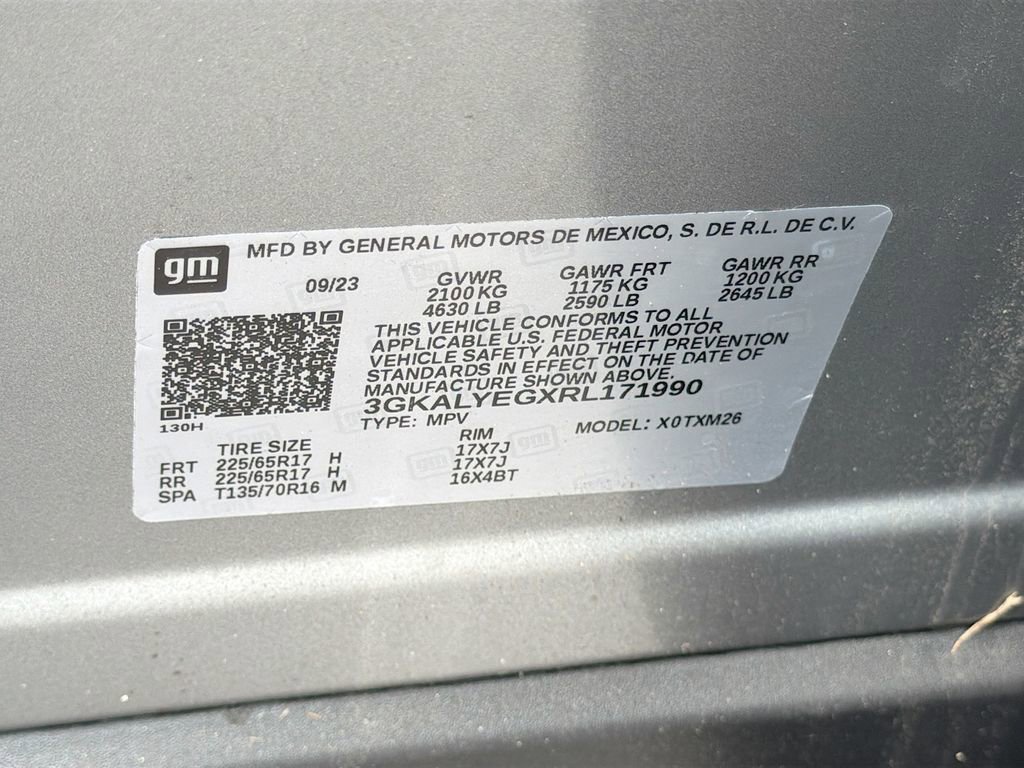 gm MFD BY GENERAL MOTORS DE MEXICO, S. DE R.L. DE C.V.
09/23 GVWR GAWR FRT GAWR RR
2100 KG 1175 KG 1200 KG
4630 LB 2590 LB 2645 LB
THIS VEHICLE CONFORMS TO ALL
APPLICABLE U.S. FEDERAL MOTOR
VEHICLE SAFETY AND THEFT PREVENTION
STANDARDS IN EFFECT ON THE DATE OF
MANUFACTURE SHOWN ABOVE.
3GKALYEGXRL171990
130H TYPE: MPV MODEL: X0TXM26
TIRE SIZE RIM
FRT 225/65R17 H 17X7J
RR 225/65R17 H 17X7J
SPA T135/70R16 M 16X4BT